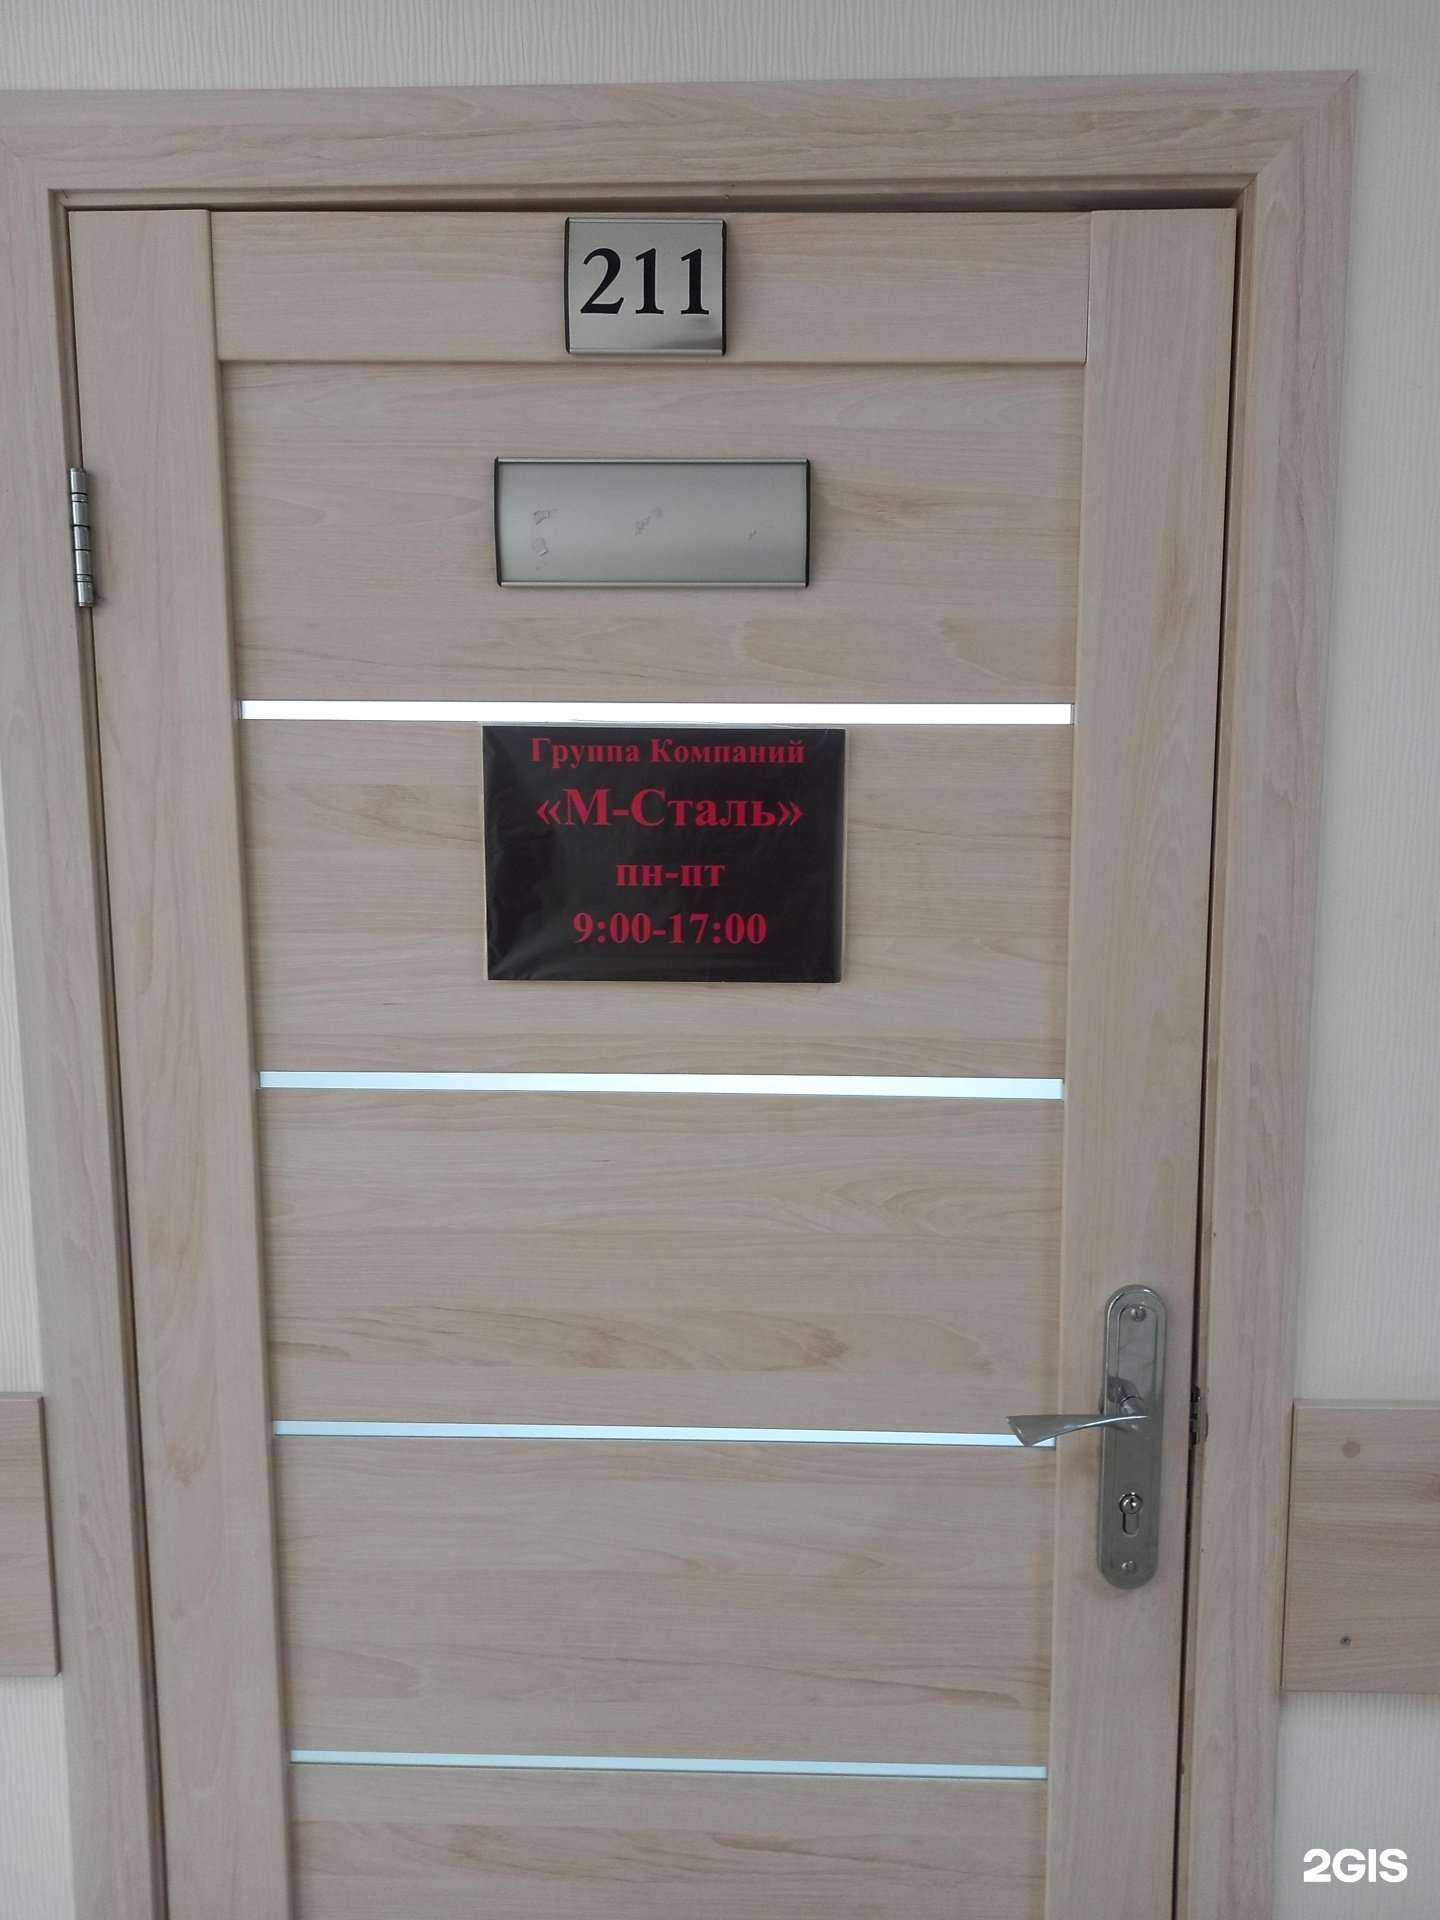 211
Группа Компаний
«М-Сталь»
пн-пт
9:00-17:00
2GIS